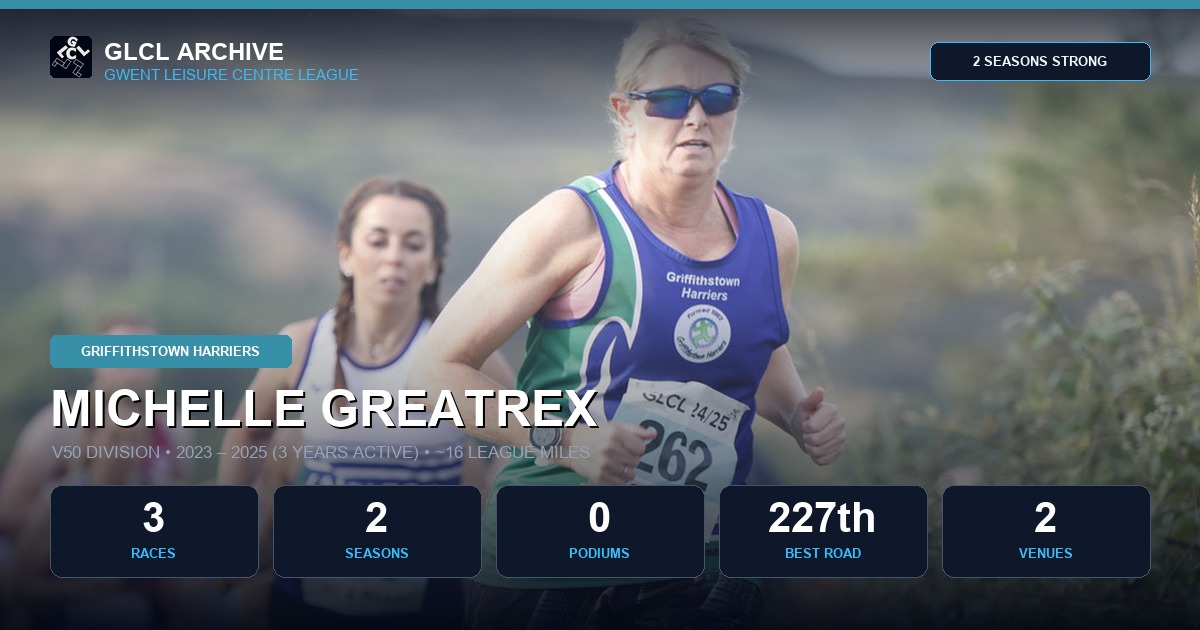 GLCL ARCHIVE
GWENT LEISURE CENTRE LEAGUE
2 SEASONS STRONG
Griffithstown
Harriers
Griffithstown Harriers
GLCL 24/25
262
GRIFFITHSTOWN HARRIERS
MICHELLE GREATREX
V50 DIVISION • 2023 – 2025 (3 YEARS ACTIVE) • ~16 LEAGUE MILES
3
RACES
2
SEASONS
0
PODIUMS
227th
BEST ROAD
2
VENUES